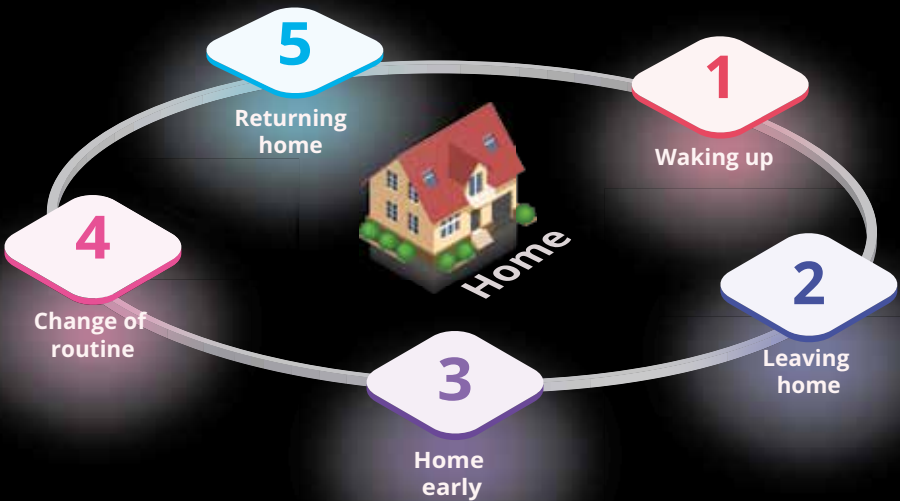 5
Returning
home
1
Waking up
Home
4
Change of
routine
2
Leaving
home
3
Home
early